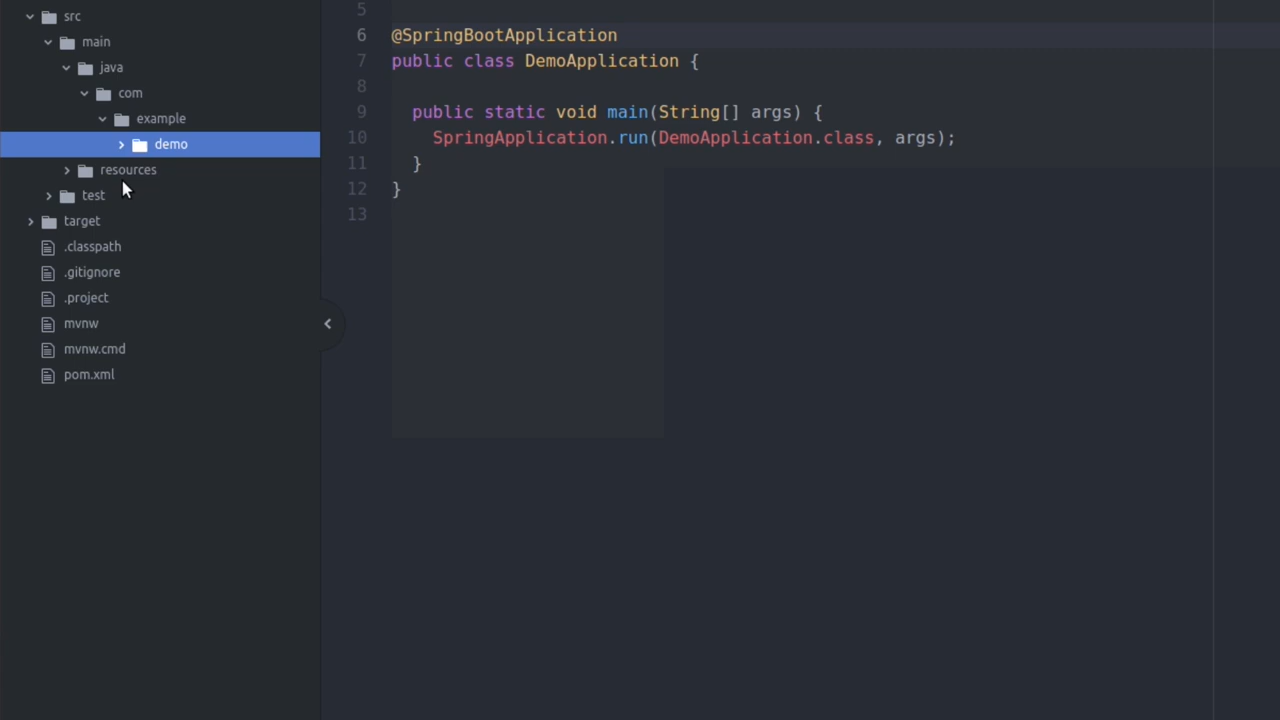 src
main
java
com
example
demo
resources
test
target
.classpath
.gitignore
.project
mvnw
mvnw.cmd
pom.xml
5
6 @SpringBootApplication
7 public class DemoApplication {
8
9 public static void main(String[] args) {
10 SpringApplication.run(DemoApplication.class, args);
11 }
12 }
13